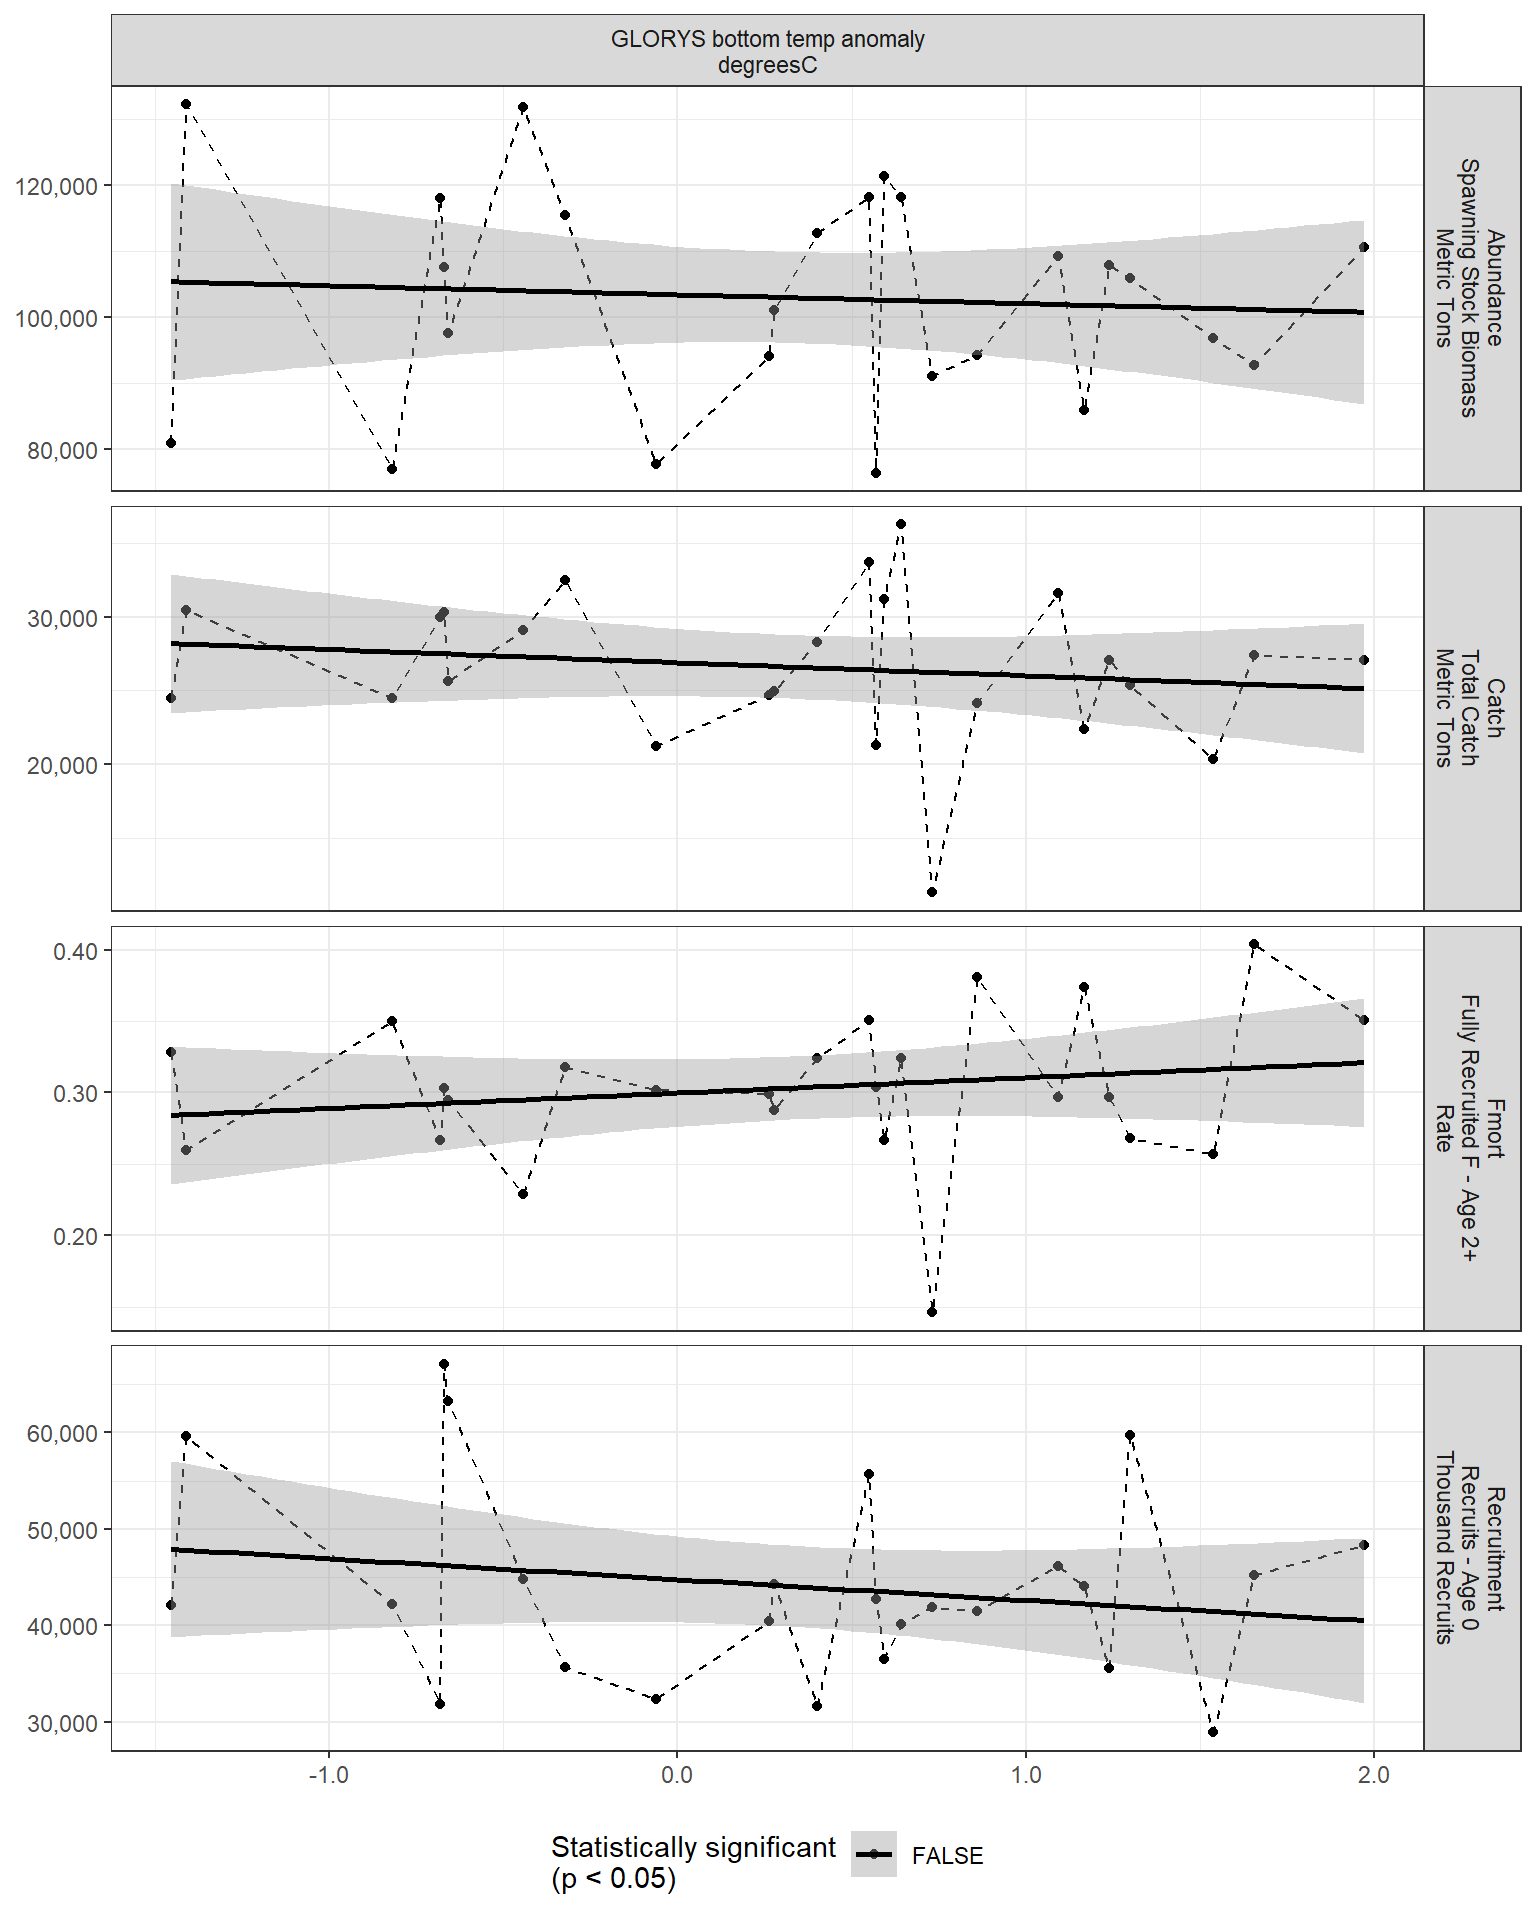 GLORYS bottom temp anomaly
degreesC
120,000
100,000
80,000
Abundance
Spawning Stock Biomass
Metric Tons
30,000
20,000
Catch
Total Catch
Metric Tons
0.40
0.30
0.20
Fmort
Fully Recruited F - Age 2+
Rate
60,000
50,000
40,000
30,000
Recruitment
Recruits - Age 0
Thousand Recruits
-1.0
0.0
1.0
2.0
Statistically significant
(p < 0.05)
FALSE